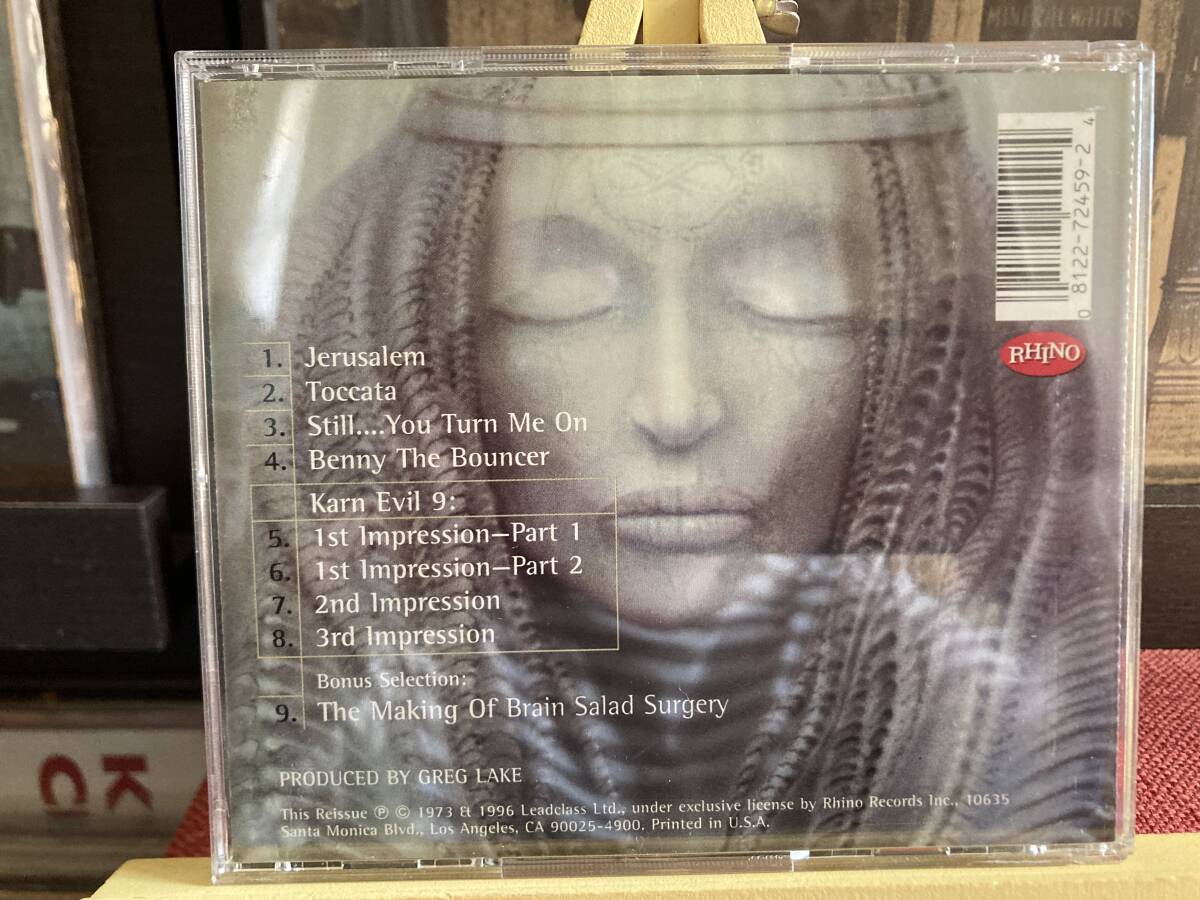 MINERAL WATERS
0 8122-72459-2 4
RHINO
1. Jerusalem
2. Toccata
3. Still....You Turn Me On
4. Benny The Bouncer
Karn Evil 9:
5. 1st Impression—Part 1
6. 1st Impression—Part 2
7. 2nd Impression
8. 3rd Impression
Bonus Selection:
9. The Making Of Brain Salad Surgery
PRODUCED BY GREG LAKE
This Reissue ℗ © 1973 & 1996 Leadclass Ltd., under exclusive license by Rhino Records Inc., 10635
Santa Monica Blvd., Los Angeles, CA 90025-4900. Printed in U.S.A.